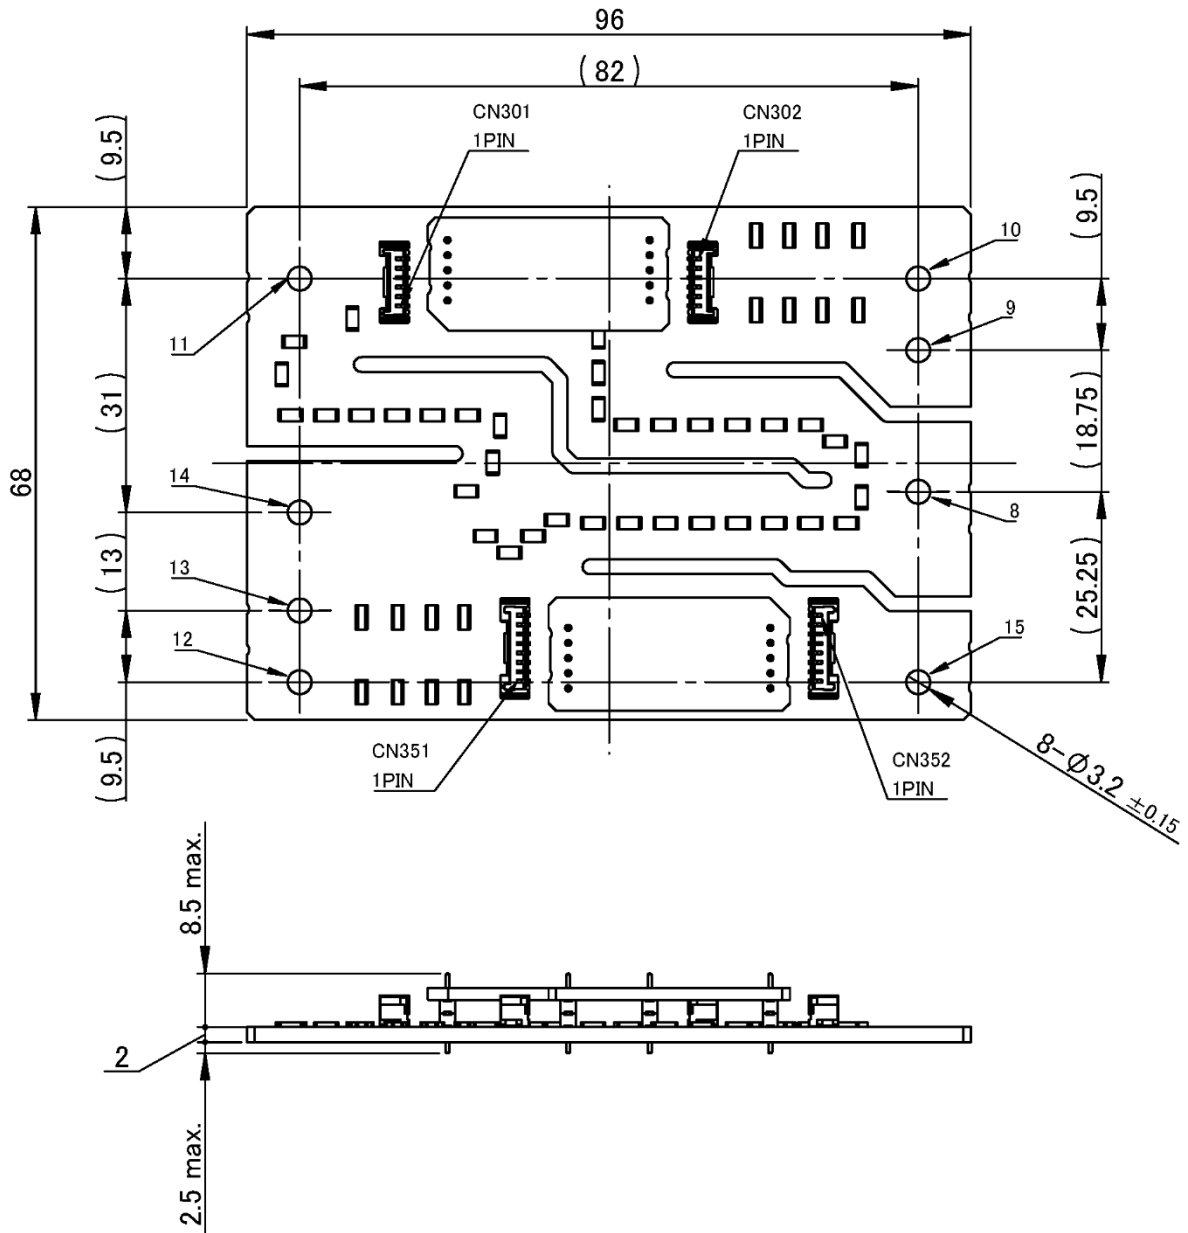 96
(82)
CN301
1PIN
CN302
1PIN
(9.5)
(9.5)
10
9
11
(31)
(18.75)
68
14
8
(13)
13
(25.25)
12
15
(9.5)
CN351
1PIN
CN352
1PIN
8-Ø3.2 ±0.15
8.5 max.
2
2.5 max.